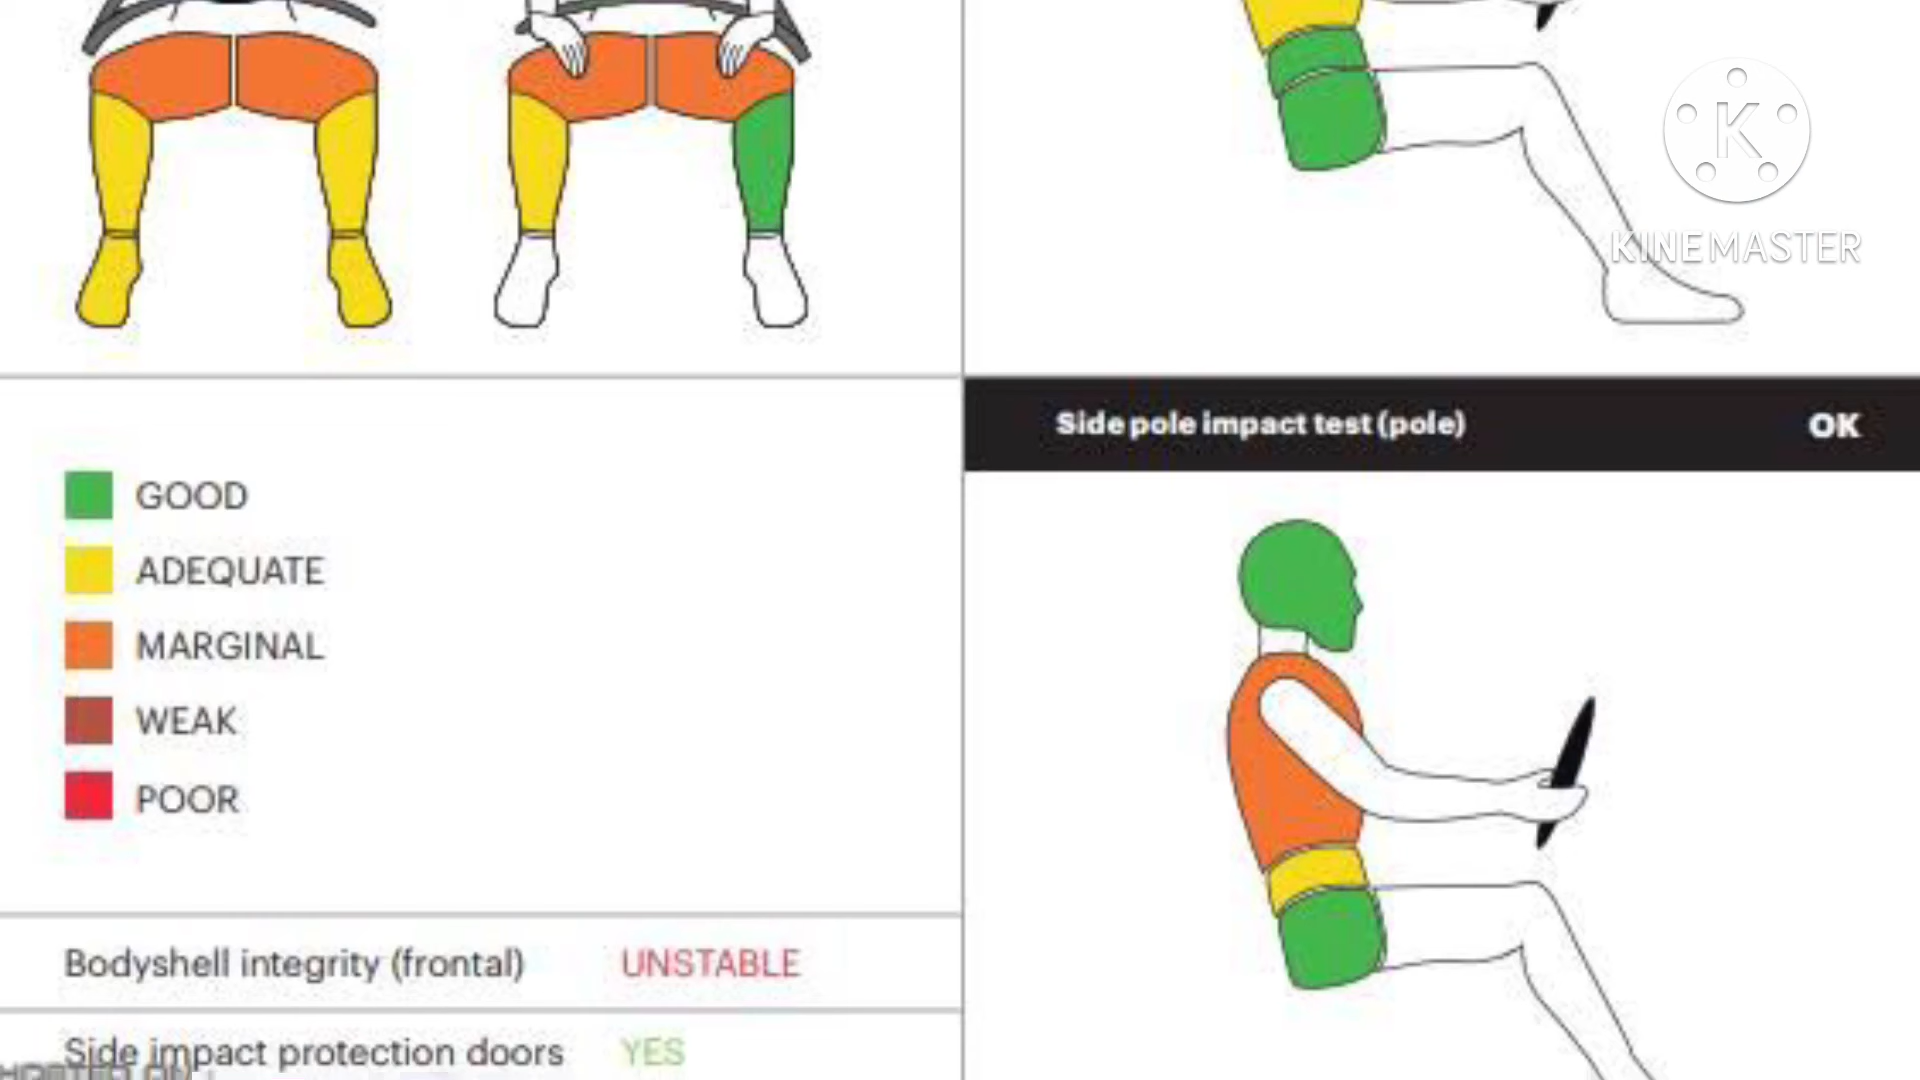 K
KINEMASTER
Side pole impact test (pole) OK
GOOD
ADEQUATE
MARGINAL
WEAK
POOR
Bodyshell integrity (frontal) UNSTABLE
Side impact protection doors YES